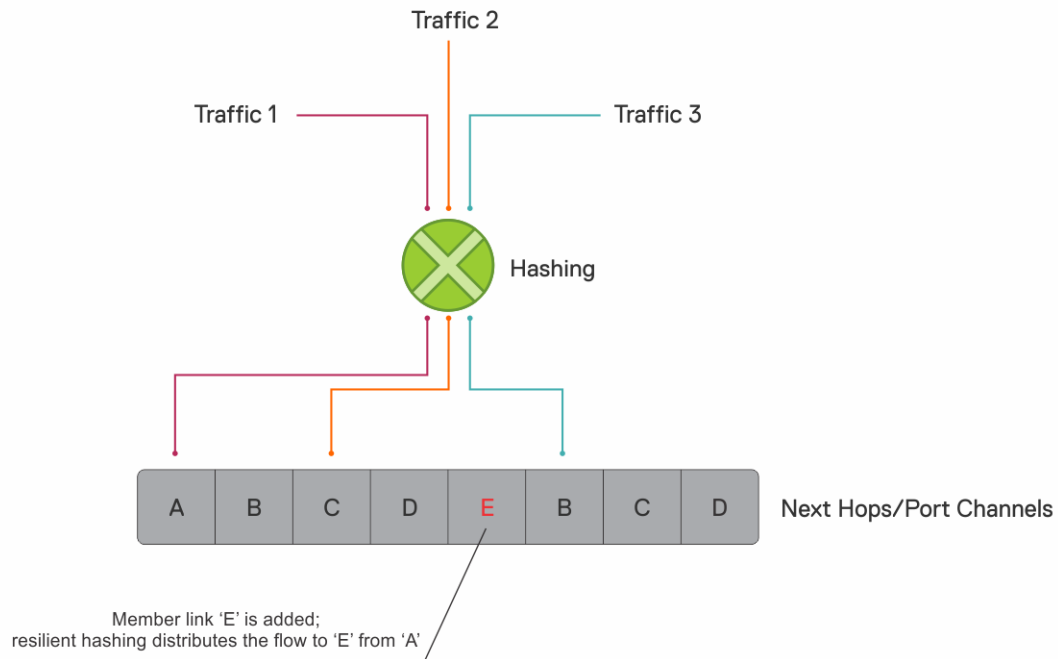 Traffic 2
Traffic 1
Traffic 3
Hashing
A B C D E B C D
Next Hops/Port Channels
Member link ‘E’ is added;
resilient hashing distributes the flow to ‘E’ from ‘A’